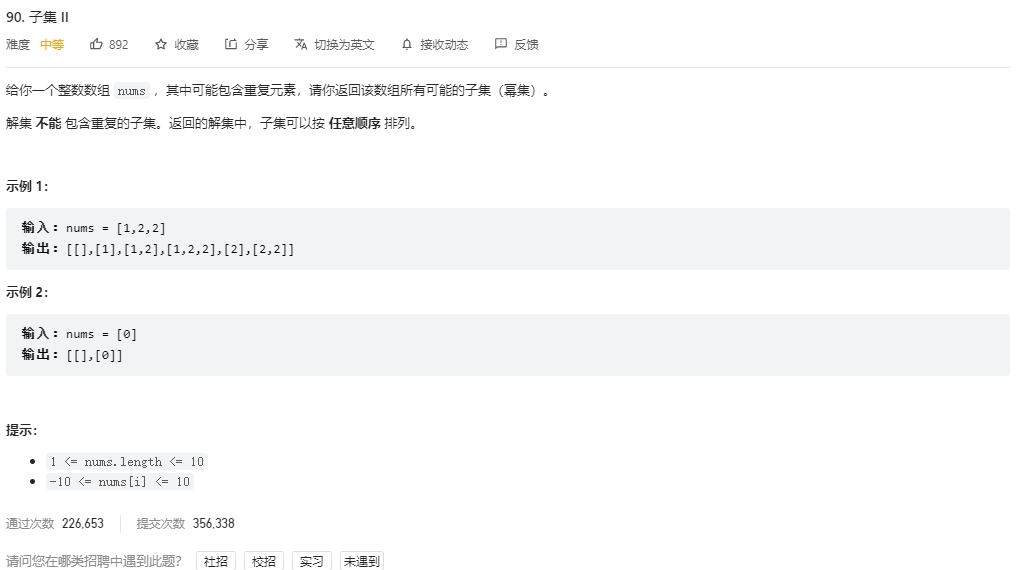 90. 子集 II
难度 中等 892 收藏 分享 切换为英文 接收动态 反馈
给你一个整数数组 nums ，其中可能包含重复元素，请你返回该数组所有可能的子集（幂集）。
解集 不能 包含重复的子集。返回的解集中，子集可以按 任意顺序 排列。
示例 1：
输入：nums = [1,2,2]
输出：[[],[1],[1,2],[1,2,2],[2],[2,2]]
示例 2：
输入：nums = [0]
输出：[[],[0]]
提示：
1 <= nums.length <= 10
-10 <= nums[i] <= 10
通过次数 226,653 提交次数 356,338
请问您在哪类招聘中遇到此题？ 社招 校招 实习 未遇到